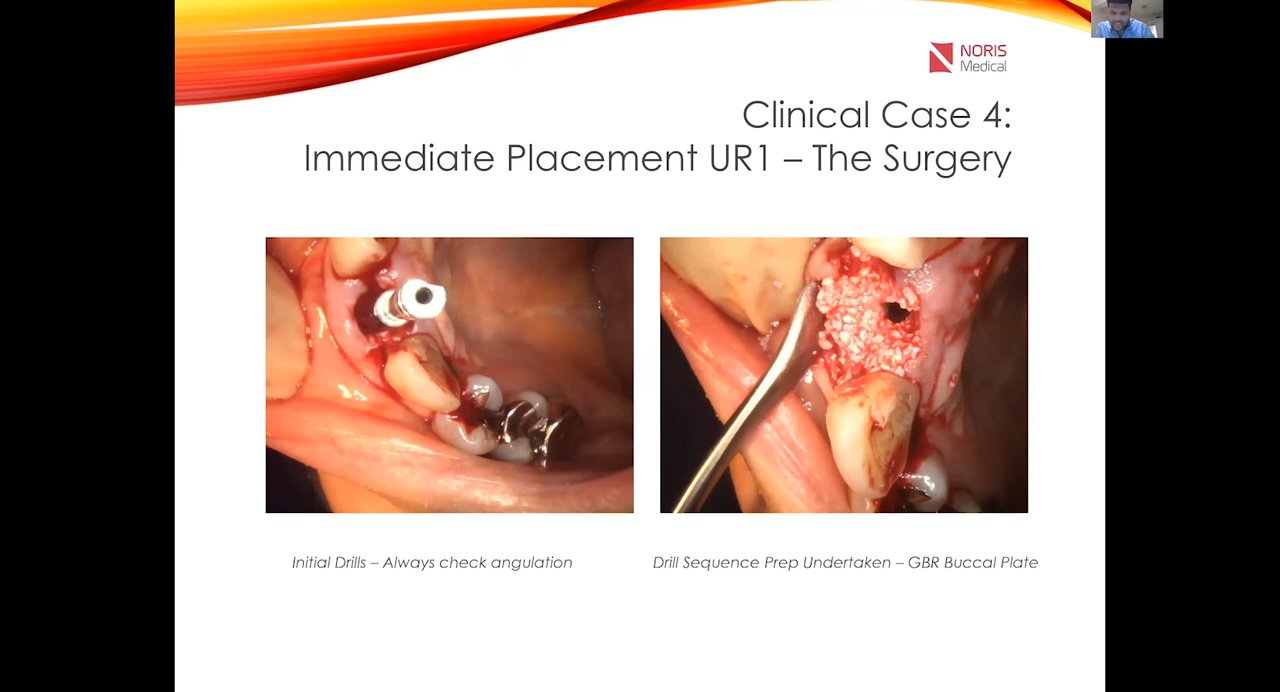 NORIS
Medical
Clinical Case 4:
Immediate Placement UR1 – The Surgery
Initial Drills – Always check angulation
Drill Sequence Prep Undertaken – GBR Buccal Plate